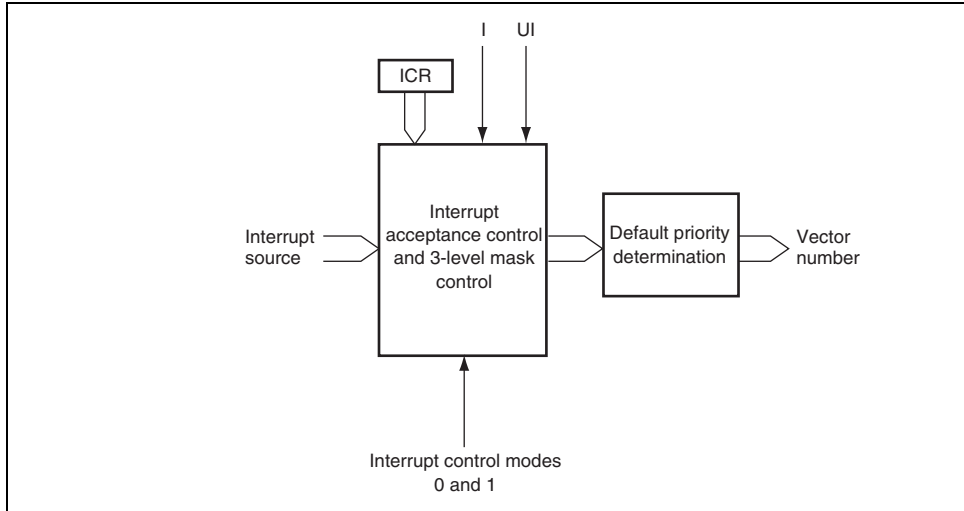 I UI
ICR
Interrupt
source
Interrupt
acceptance control
and 3-level mask
control
Default priority
determination
Vector
number
Interrupt control modes
0 and 1